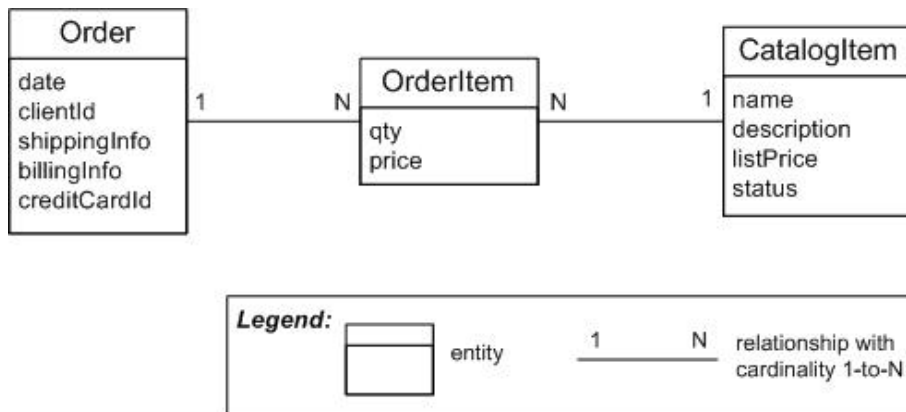 Order
date
clientId
shippingInfo
billingInfo
creditCardId
1
N
OrderItem
qty
price
N
1
CatalogItem
name
description
listPrice
status
Legend:
entity
1
N
relationship with
cardinality 1-to-N